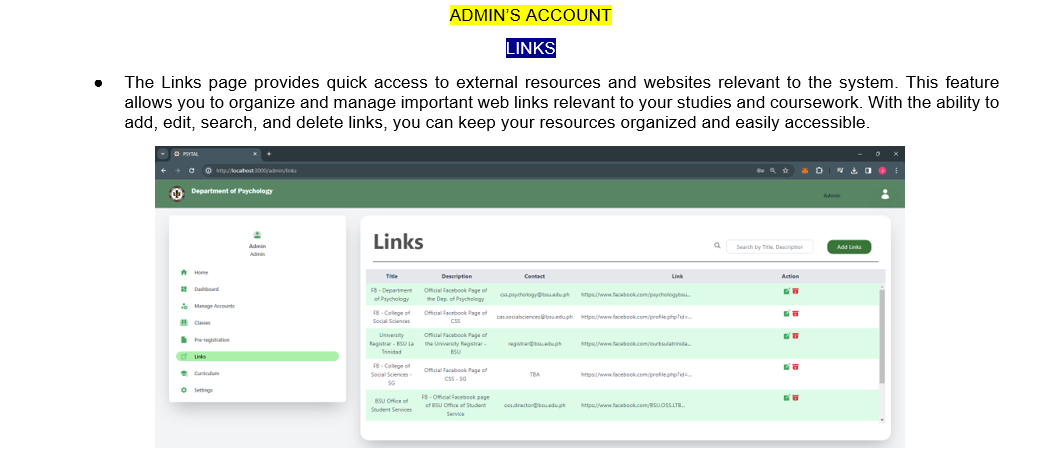 ADMIN'S ACCOUNT
LINKS
● The Links page provides quick access to external resources and websites relevant to the system. This feature
allows you to organize and manage important web links relevant to your studies and coursework. With the ability to
add, edit, search, and delete links, you can keep your resources organized and easily accessible.
PSYTAL
http://localhost:3000/admin/links
Department of Psychology
Admin
Admin
Admin
Home
Dashboard
Manage Accounts
Classes
Pre-registration
Links
Curriculum
Settings
Links
Search by Title, Description
Add Links
Title Description Contact Link Action
FB - Department of Psychology Official Facebook Page of the Dep. of Psychology css.psychology@bsu.edu.ph https://www.facebook.com/psychologybsu...
FB - College of Social Sciences Official Facebook Page of CSS cas.socialsciences@bsu.edu.ph https://www.facebook.com/profile.php?id=...
University Registrar - BSU La Trinidad Official Facebook Page of the University Registrar - BSU registrar@bsu.edu.ph https://www.facebook.com/ourbsulatrinida...
FB - College of Social Sciences - SG Official Facebook Page of CSS - SG TBA https://www.facebook.com/profile.php?id=...
BSU Office of Student Services FB - Official Facebook page of BSU Office of Student Service oss.director@bsu.edu.ph https://www.facebook.com/BSU.OSS.LTB...